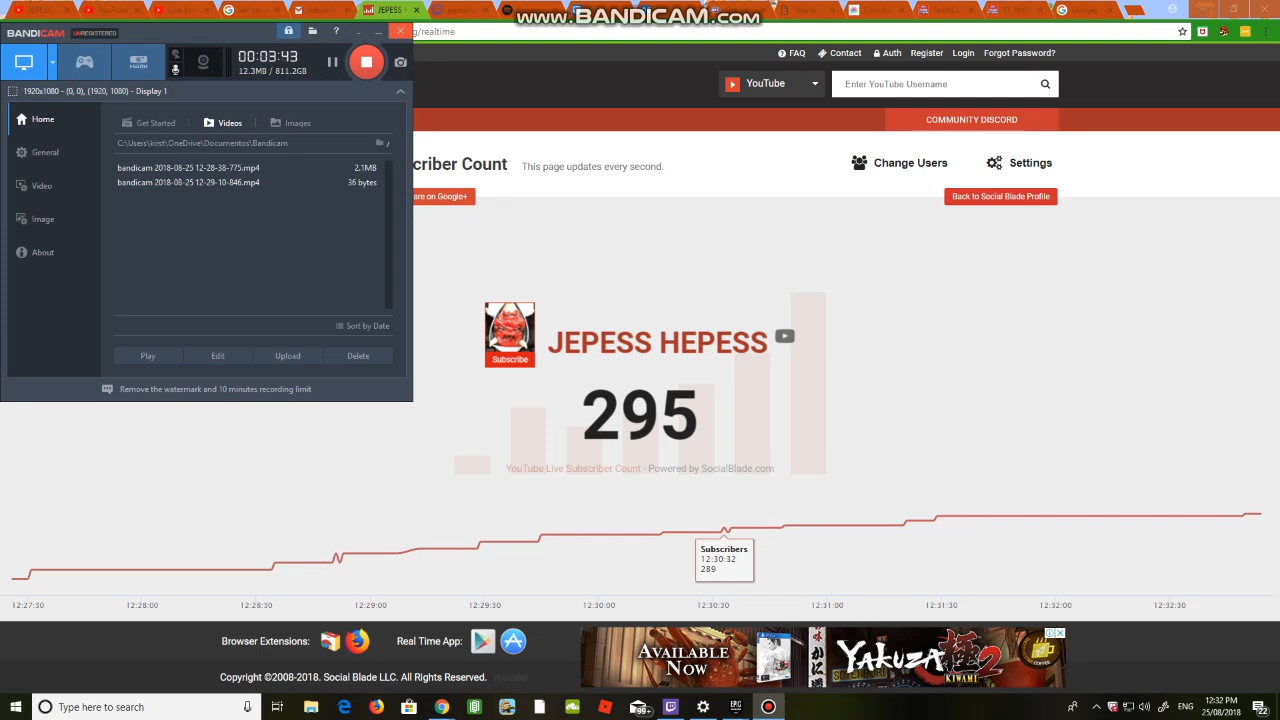 JEPESS
WWW.BANDICAM.COM
Google
BANDICAM UNREGISTERED
g/realtime
FAQ Contact Auth Register Login Forgot Password?
HDMI
00:03:43
12.3MB / 811.2GB
YouTube
Enter YouTube Username
1920x1080 - (0, 0), (1920, 1080) - Display 1
COMMUNITY DISCORD
Home
General
Video
Image
About
Get Started Videos Images
C:\Users\kirst\OneDrive\Documentos\Bandicam
bandicam 2018-08-25 12-28-38-775.mp4 2.1MB
bandicam 2018-08-25 12-29-10-846.mp4 36 bytes
Sort by Date
Play Edit Upload Delete
Remove the watermark and 10 minutes recording limit
criber Count This page updates every second.
Change Users Settings
are on Google+
Back to Social Blade Profile
Subscribe
JEPESS HEPESS
295
YouTube Live Subscriber Count - Powered by SocialBlade.com
Subscribers
12:30:32
289
12:27:30 12:28:00 12:28:30 12:29:00 12:29:30 12:30:00 12:30:30 12:31:00 12:31:30 12:32:00 12:32:30
Browser Extensions: Real Time App:
Copyright ©2008-2018. Social Blade LLC. All Rights Reserved.
AVAILABLE
NOW
YAKUZA 極 2
KIWAMI
Type here to search
99+
EPIC
ENG
12:32 PM
25/08/2018
22